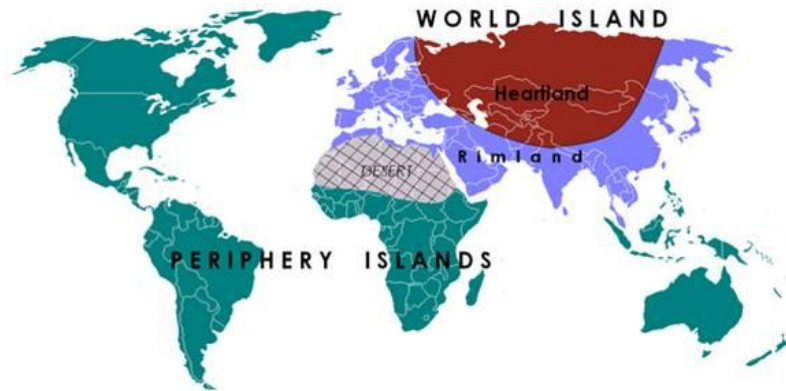 WORLD ISLAND
Heartland
Rimland
DESERT
PERIPHERY ISLANDS